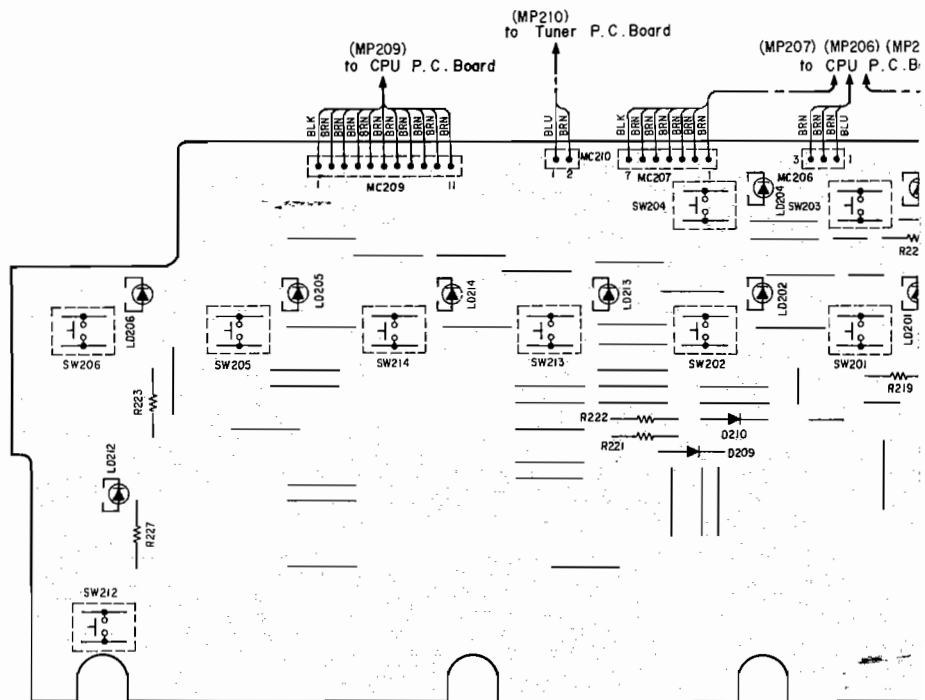 (MP210)
to Tuner P.C.Board
(MP209)
to CPU P.C.Board
(MP207) (MP206) (MP2
to CPU P.C.B
BLK BRN BRN BRN BRN BRN BRN BRN BRN BRN BRN
BLU BRN
BLK BRN BRN BRN BRN BRN BRN
BRN BRN BRN BLU
1 11
MC209
1 2
MC210
7 1
MC207
3 1
MC206
SW204
LD204
SW203
R22
LD206
LD205
LD214
LD213
LD202
LD201
SW206
SW205
SW214
SW213
SW202
SW201
R223
R219
R222
D210
R221
D209
LD212
R227
SW212